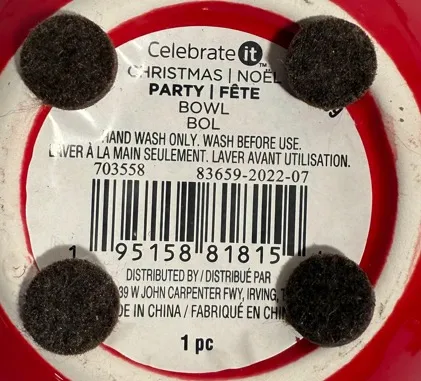 Celebrate it ™
CHRISTMAS | NOËL
PARTY | FÊTE
BOWL
BOL
HAND WASH ONLY. WASH BEFORE USE.
LAVER À LA MAIN SEULEMENT. LAVER AVANT UTILISATION.
703558 83659-2022-07
1 95158 81815
DISTRIBUTED BY / DISTRIBUÉ PAR
39 W JOHN CARPENTER FWY, IRVING,
IN CHINA / FABRIQUÉ EN
1 pc